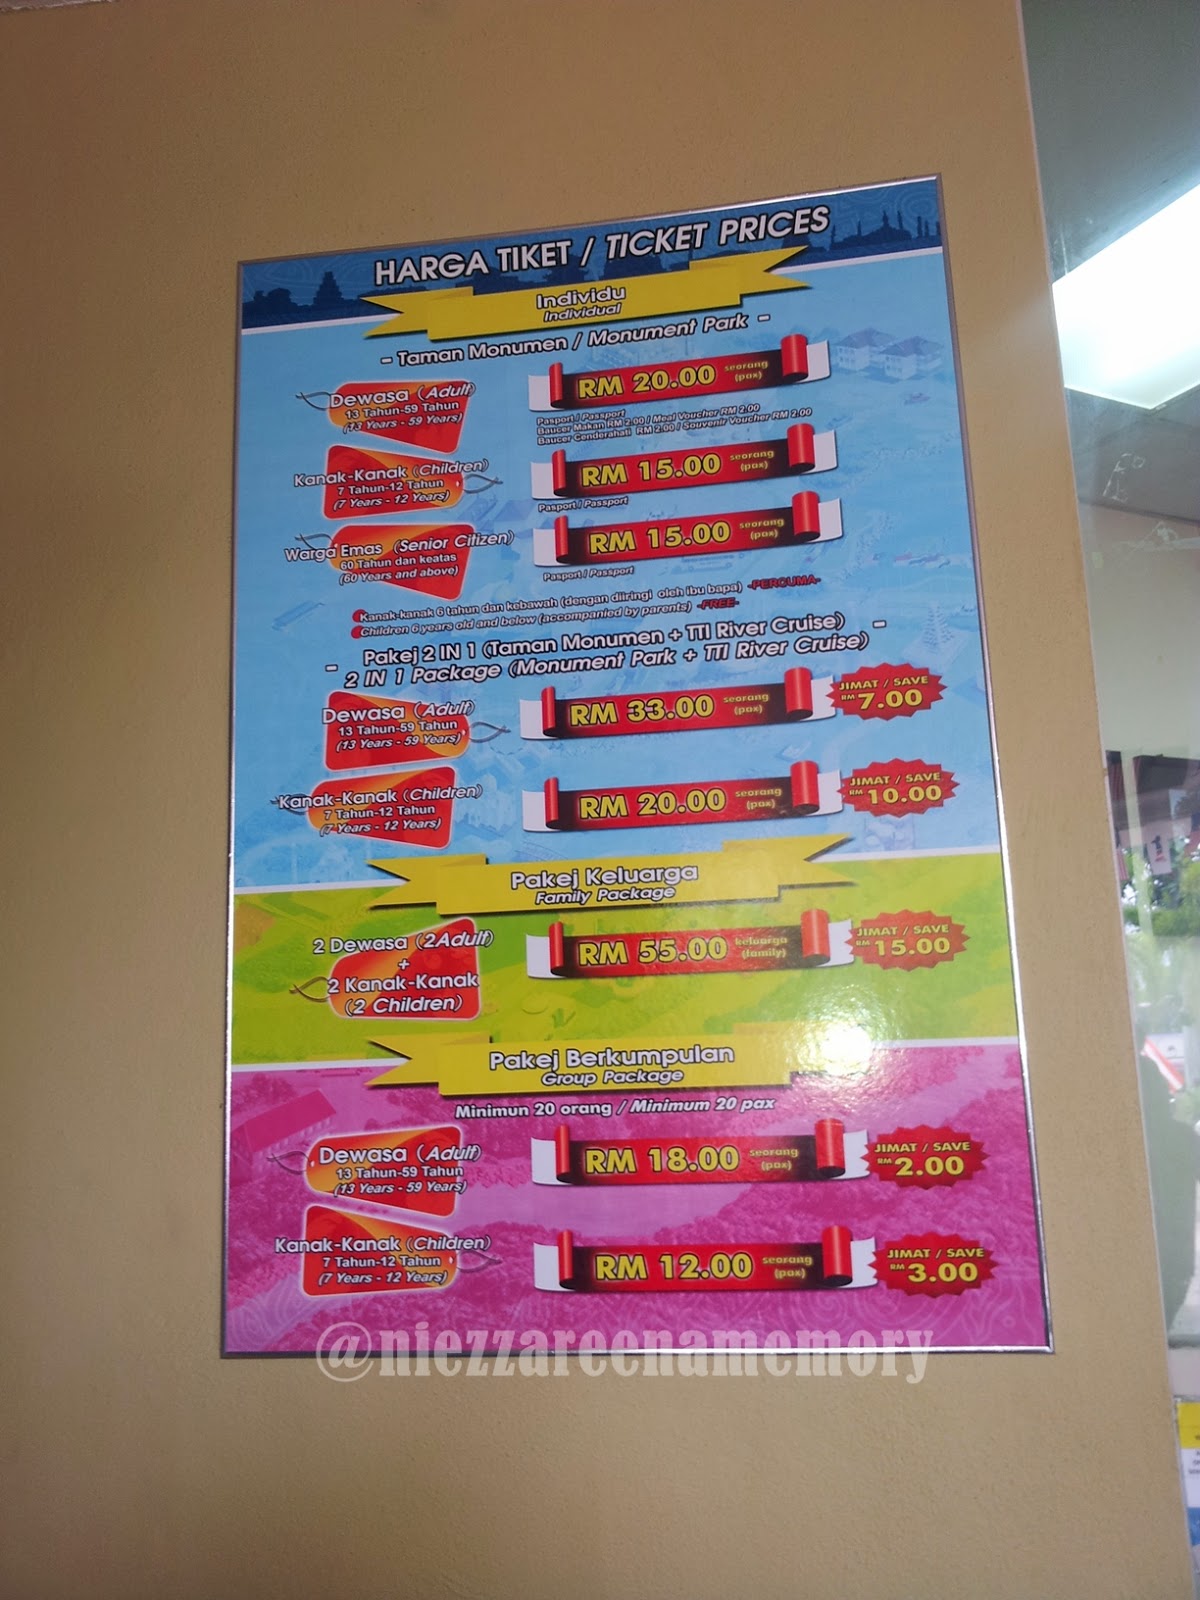 HARGA TIKET / TICKET PRICES
Individu
Individual
- Taman Monumen / Monument Park -
Dewasa (Adult)
13 Tahun-59 Tahun
(13 Years - 59 Years)
RM 20.00 seorang (pax)
Pasport / Passport
Baucer Makan RM 2.00 / Meal Voucher RM 2.00
Baucer Cenderahati RM 2.00 / Souvenir Voucher RM 2.00
Kanak-Kanak (Children)
7 Tahun-12 Tahun
(7 Years - 12 Years)
RM 15.00 seorang (pax)
Pasport / Passport
Warga Emas (Senior Citizen)
60 Tahun dan keatas
(60 Years and above)
RM 15.00 seorang (pax)
Pasport / Passport
Kanak-kanak 6 tahun dan kebawah (dengan diiringi oleh ibu bapa) -PERCUMA-
Children 6 years old and below (accompanied by parents) -FREE-
- Pakej 2 IN 1 (Taman Monumen + TTI River Cruise) -
2 IN 1 Package (Monument Park + TTI River Cruise)
Dewasa (Adult)
13 Tahun-59 Tahun
(13 Years - 59 Years)
RM 33.00 seorang (pax)
JIMAT / SAVE
RM 7.00
Kanak-Kanak (Children)
7 Tahun-12 Tahun
(7 Years - 12 Years)
RM 20.00 seorang (pax)
JIMAT / SAVE
RM 10.00
Pakej Keluarga
Family Package
2 Dewasa (2Adult)
+
2 Kanak-Kanak
(2 Children)
RM 55.00 keluarga (family)
JIMAT / SAVE
RM 15.00
Pakej Berkumpulan
Group Package
Minimun 20 orang / Minimum 20 pax
Dewasa (Adult)
13 Tahun-59 Tahun
(13 Years - 59 Years)
RM 18.00 seorang (pax)
JIMAT / SAVE
RM 2.00
Kanak-Kanak (Children)
7 Tahun-12 Tahun
(7 Years - 12 Years)
RM 12.00 seorang (pax)
JIMAT / SAVE
RM 3.00
@niezzareenamemory